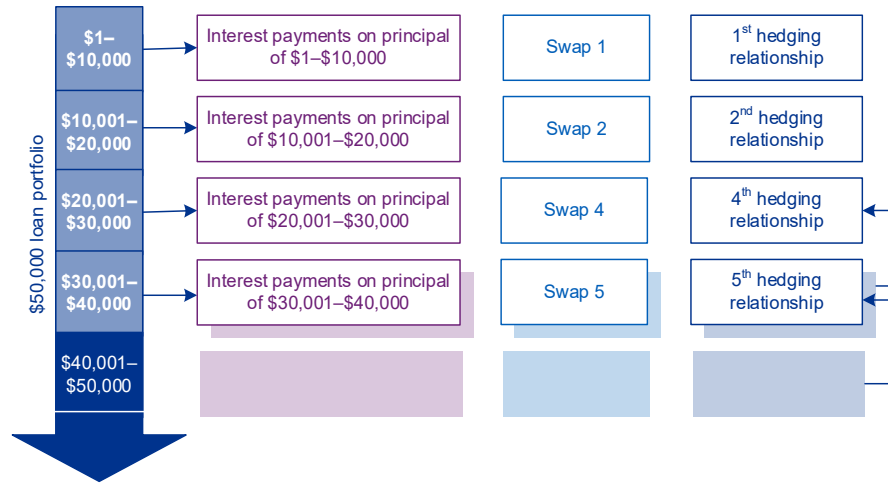 $50,000 loan portfolio
$1–
$10,000
Interest payments on principal
of $1–$10,000
Swap 1
1st hedging
relationship
$10,001–
$20,000
Interest payments on principal
of $10,001–$20,000
Swap 2
2nd hedging
relationship
$20,001–
$30,000
Interest payments on principal
of $20,001–$30,000
Swap 4
4th hedging
relationship
$30,001–
$40,000
Interest payments on principal
of $30,001–$40,000
Swap 5
5th hedging
relationship
$40,001–
$50,000